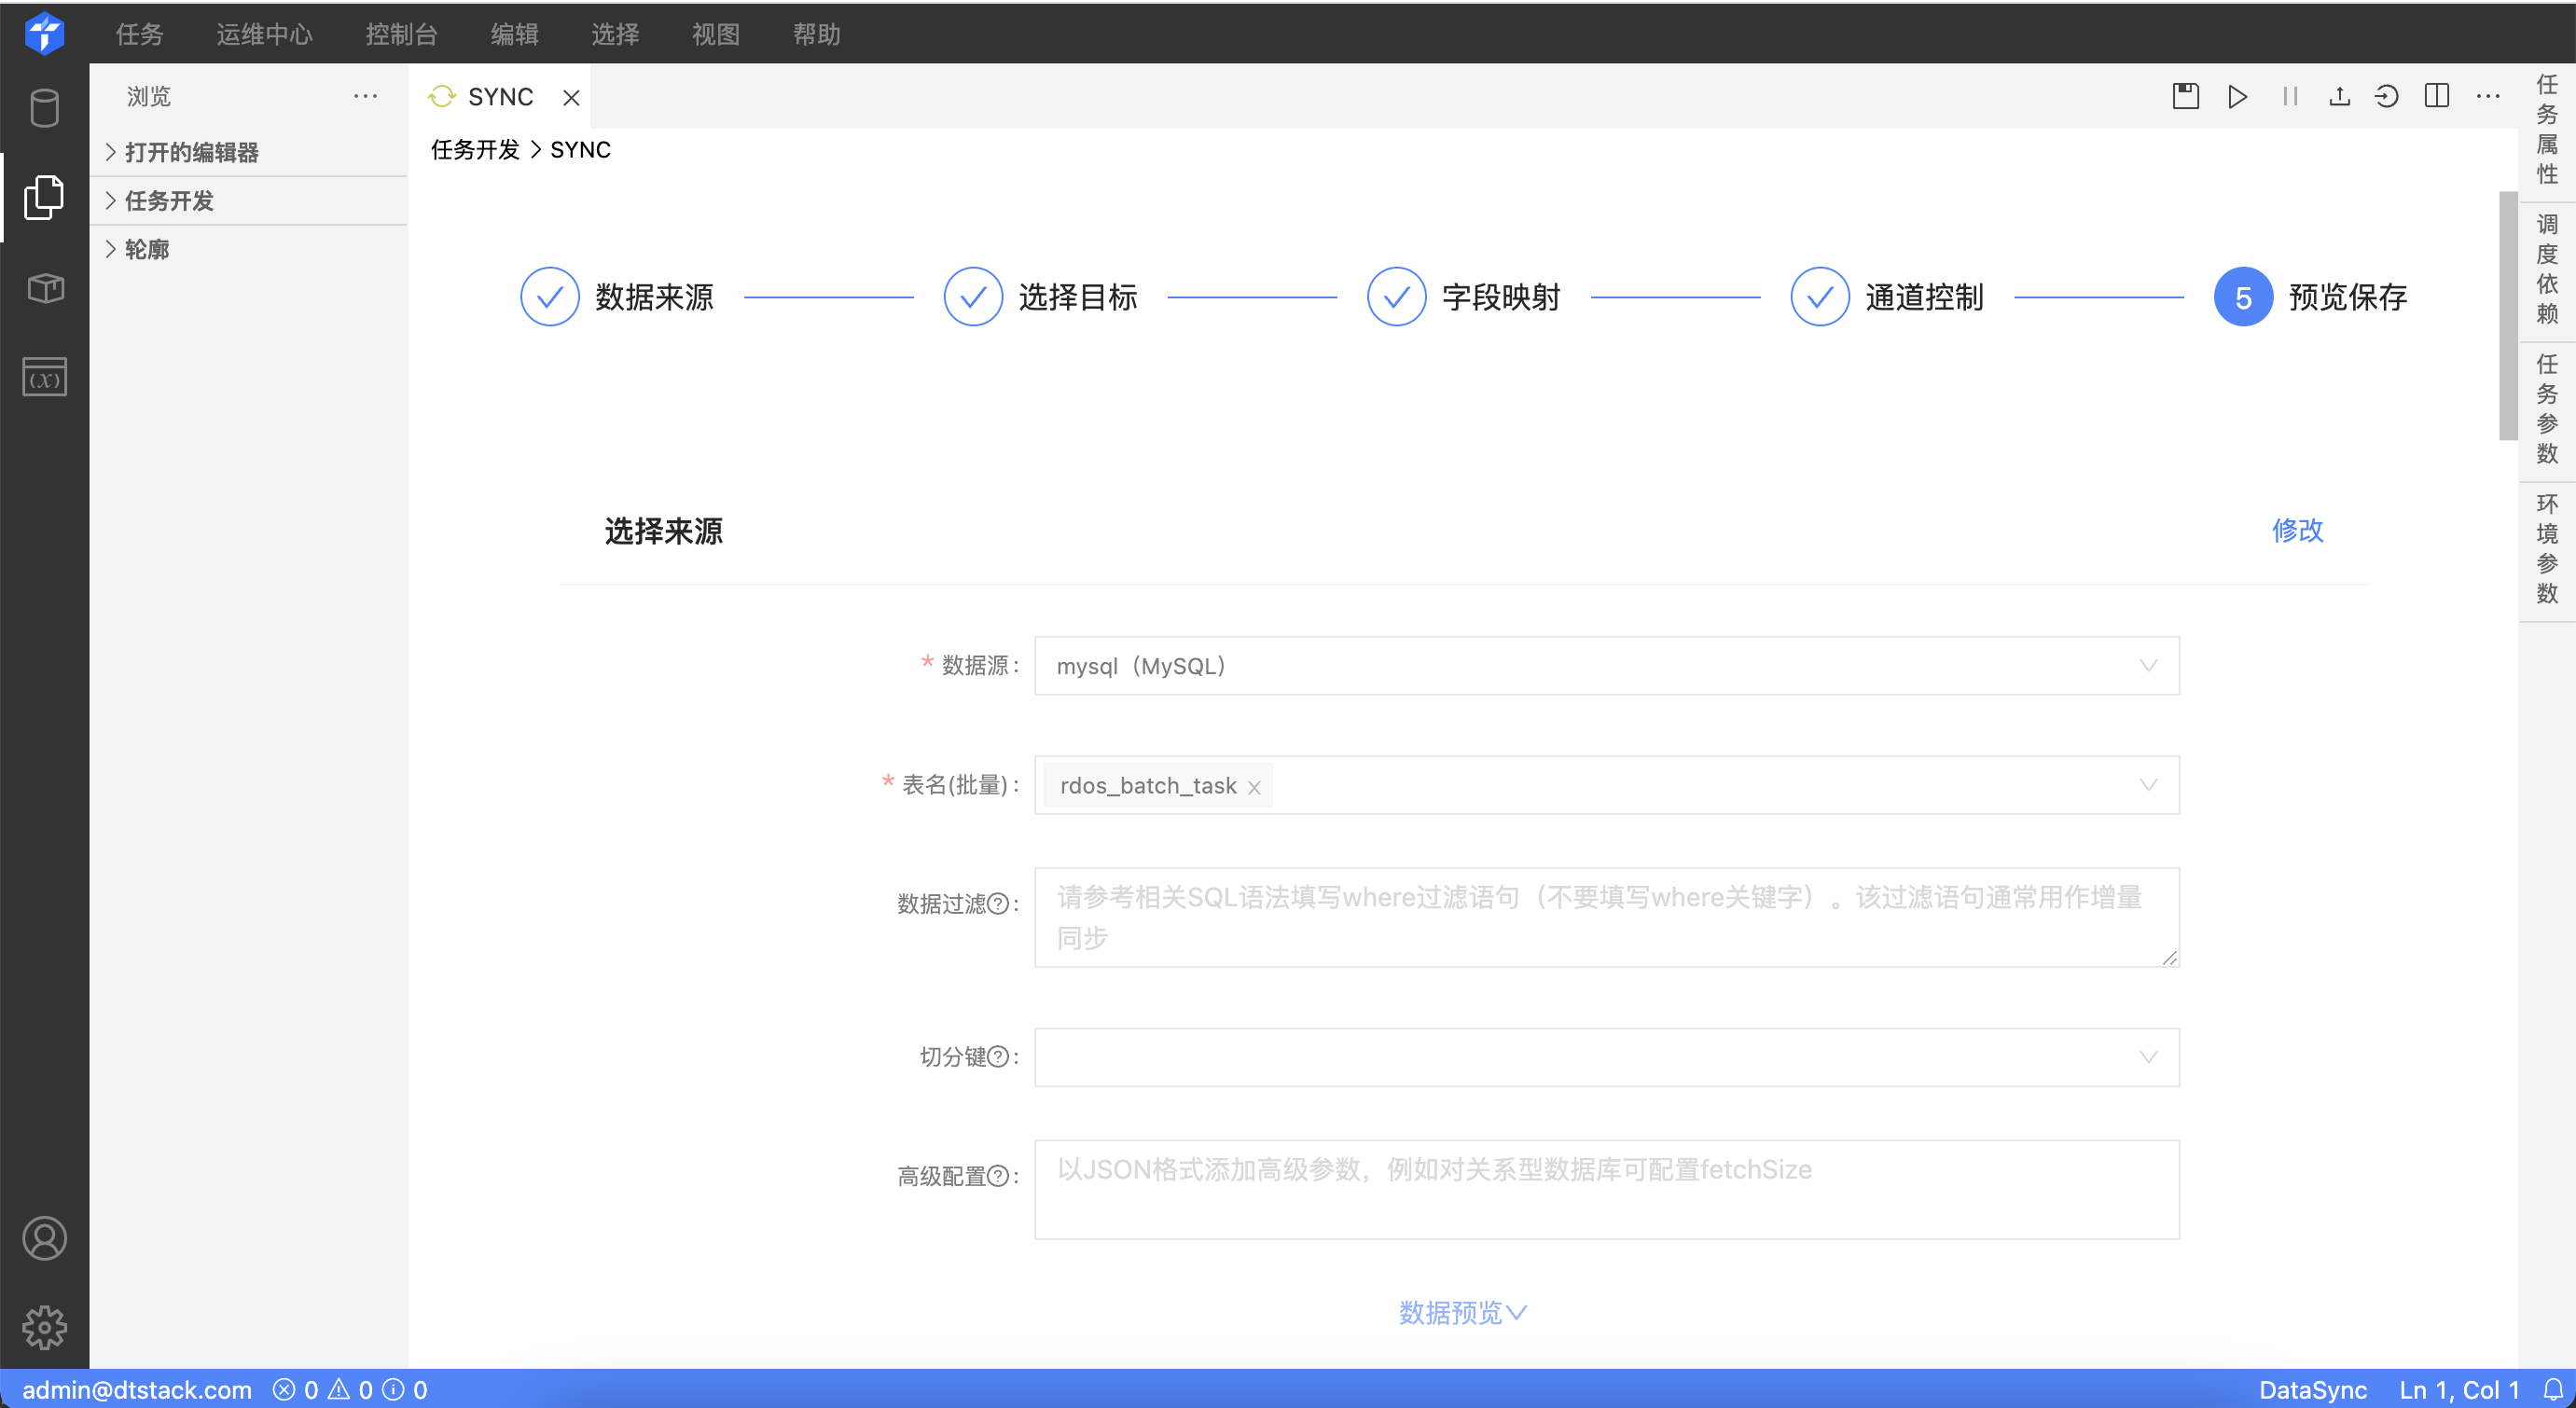 任务 运维中心 控制台 编辑 选择 视图 帮助
浏览
打开的编辑器
任务开发
轮廓
(x)
SYNC
任务开发 > SYNC
数据来源 选择目标 字段映射 通道控制 5 预览保存
选择来源 修改
* 数据源: mysql（MySQL）
* 表名(批量): rdos_batch_task
数据过滤?: 请参考相关SQL语法填写where过滤语句（不要填写where关键字）。该过滤语句通常用作增量
同步
切分键?:
高级配置?: 以JSON格式添加高级参数，例如对关系型数据库可配置fetchSize
数据预览
任务属性
调度依赖
任务参数
环境参数
admin@dtstack.com 0 0 0 DataSync Ln 1, Col 1